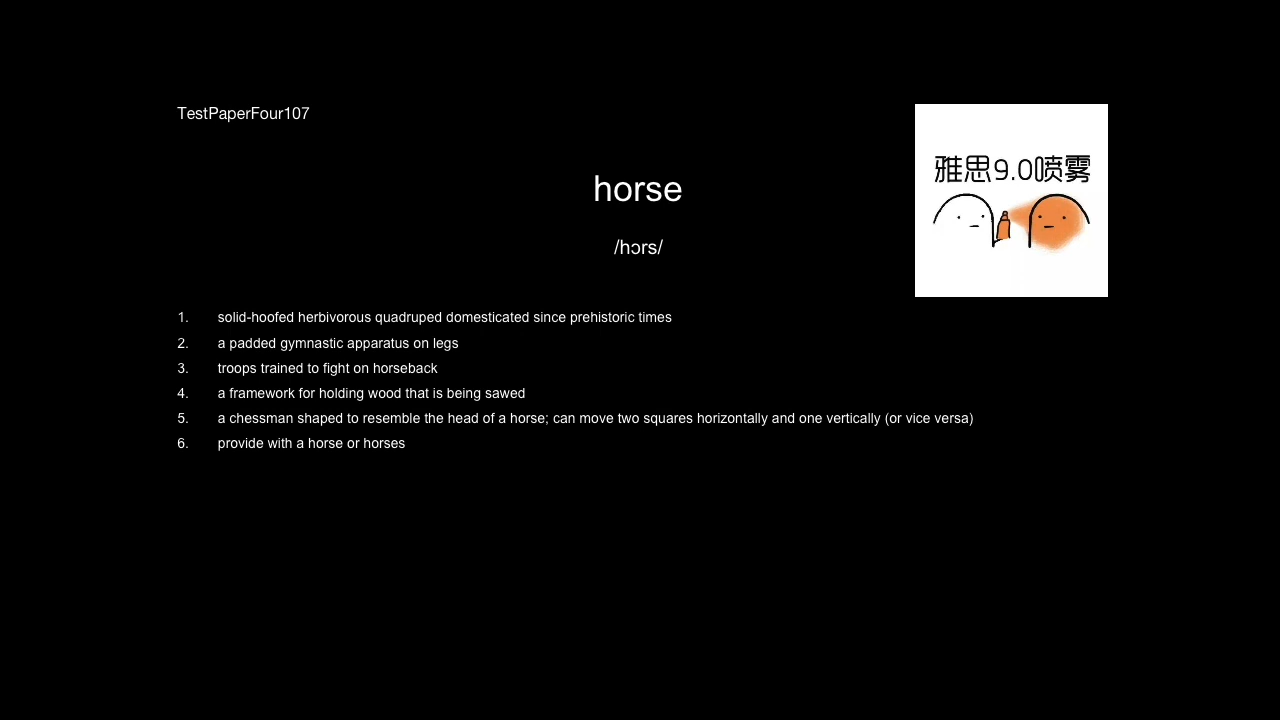 TestPaperFour107
雅思9.0喷雾
horse
/hɔrs/
1. solid-hoofed herbivorous quadruped domesticated since prehistoric times
2. a padded gymnastic apparatus on legs
3. troops trained to fight on horseback
4. a framework for holding wood that is being sawed
5. a chessman shaped to resemble the head of a horse; can move two squares horizontally and one vertically (or vice versa)
6. provide with a horse or horses